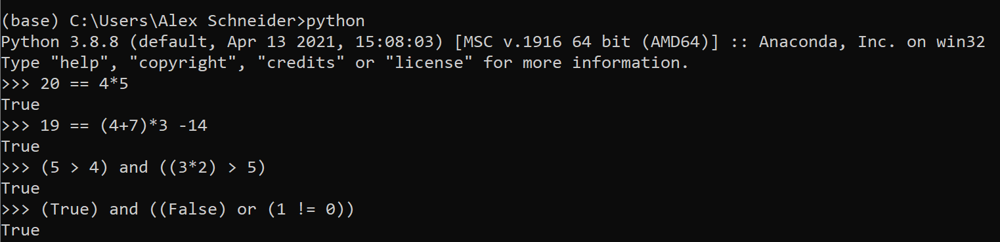 (base) C:\Users\Alex Schneider>python
Python 3.8.8 (default, Apr 13 2021, 15:08:03) [MSC v.1916 64 bit (AMD64)] :: Anaconda, Inc. on win32
Type "help", "copyright", "credits" or "license" for more information.
>>> 20 == 4*5
True
>>> 19 == (4+7)*3 -14
True
>>> (5 > 4) and ((3*2) > 5)
True
>>> (True) and ((False) or (1 != 0))
True